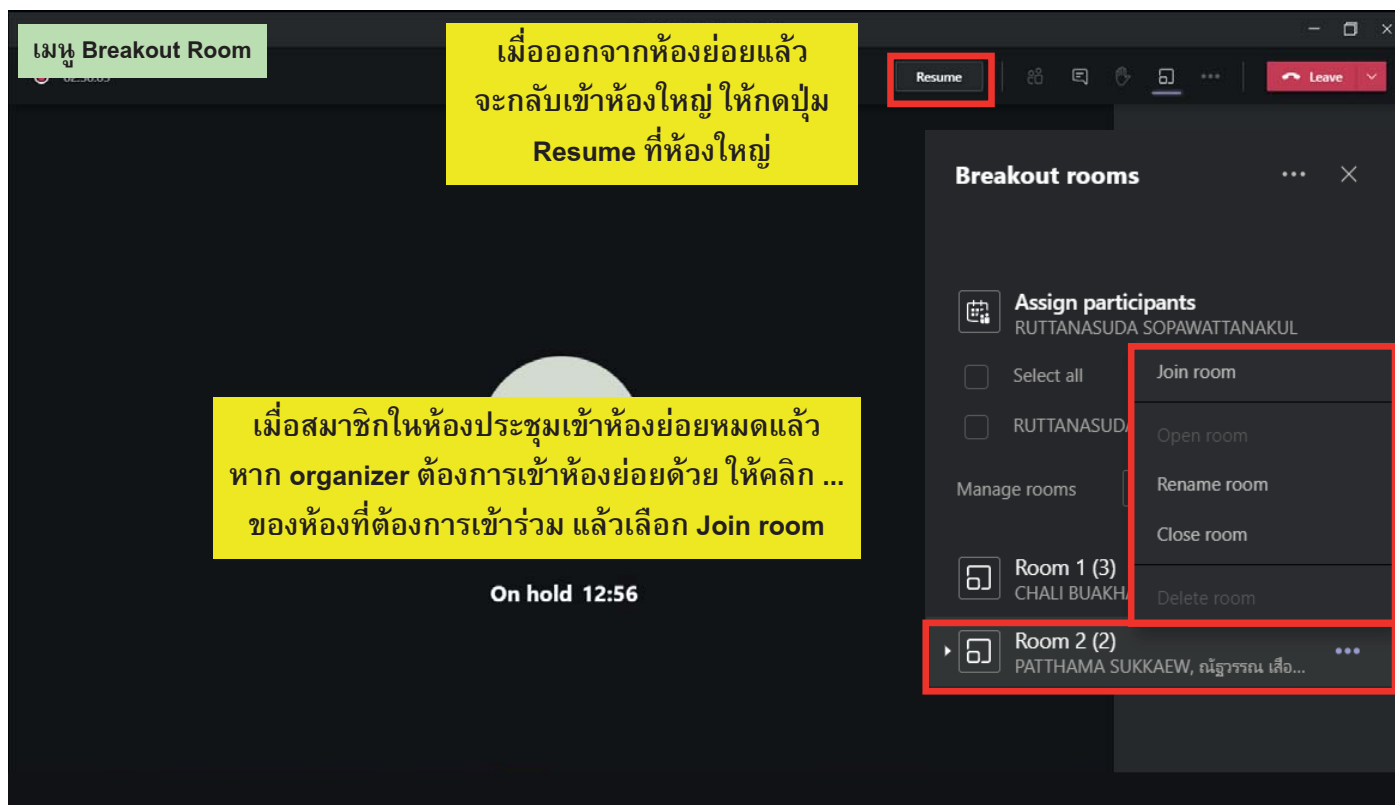 เมนู Breakout Room
เมื่อออกจากห้องย่อยแล้ว
จะกลับเข้าห้องใหญ่ ให้กดปุ่ม
Resume ที่ห้องใหญ่
Resume
Leave
Breakout rooms
Assign participants
RUTTANASUDA SOPAWATTANAKUL
Select all
RUTTANASUDA
Manage rooms
Join room
Open room
Rename room
Close room
Delete room
เมื่อสมาชิกในห้องประชุมเข้าห้องย่อยหมดแล้ว
หาก organizer ต้องการเข้าห้องย่อยด้วย ให้คลิก ...
ของห้องที่ต้องการเข้าร่วม แล้วเลือก Join room
On hold 12:56
Room 1 (3)
CHALI
Room 2 (2)
PATTHAMA SUKKAEW, ณัฐวรรณ เสือ...